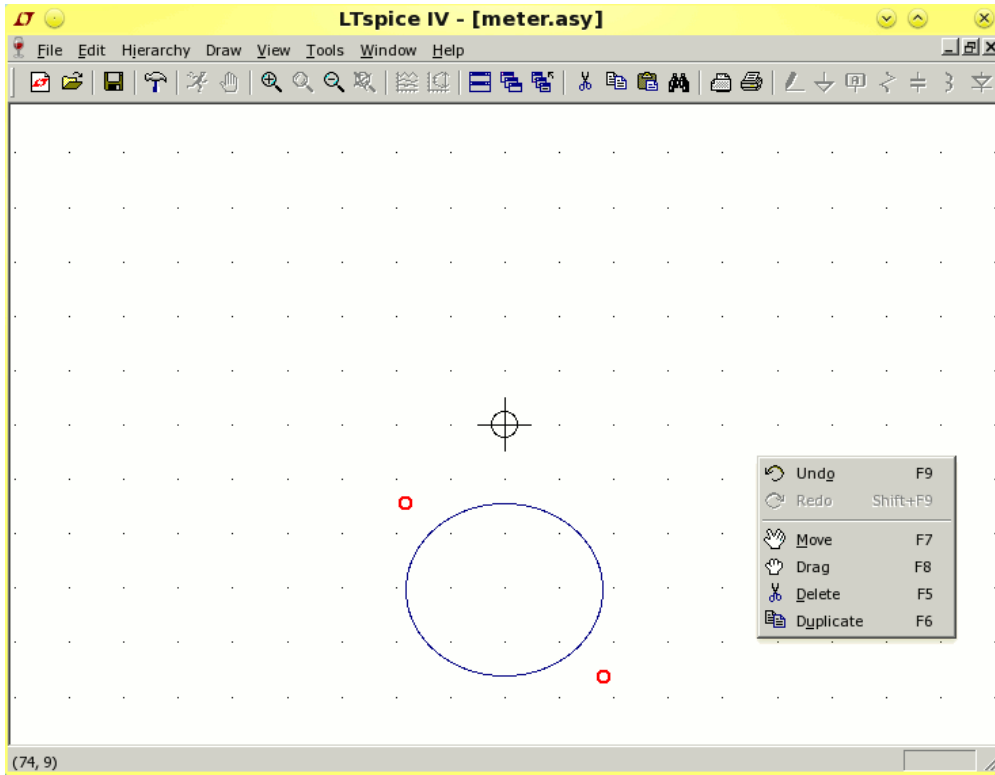 LTspice IV - [meter.asy]
File Edit Hierarchy Draw View Tools Window Help
Undo F9
Redo Shift+F9
Move F7
Drag F8
Delete F5
Duplicate F6
(74, 9)